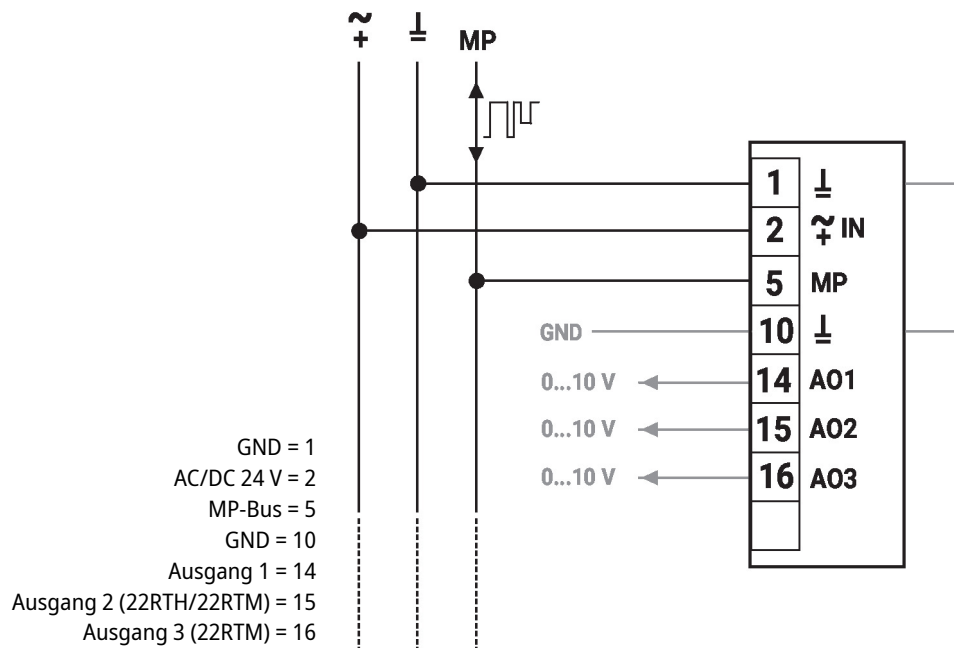 MP
1
2 IN
5 MP
GND 10
0...10 V 14 AO1
0...10 V 15 AO2
0...10 V 16 AO3
GND = 1
AC/DC 24 V = 2
MP-Bus = 5
GND = 10
Ausgang 1 = 14
Ausgang 2 (22RTH/22RTM) = 15
Ausgang 3 (22RTM) = 16